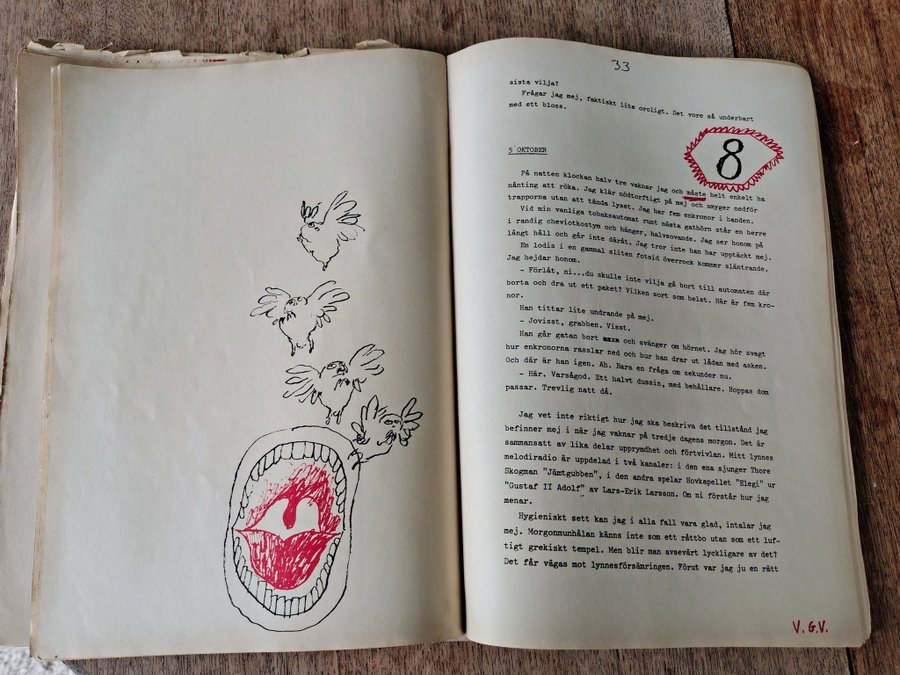 33
sista vilja?
Frågar jag mej, faktiskt lite oroligt. Det vore så underbart
med ett bloss.
8
5 OKTOBER
På natten klockan halv tre vaknar jag och måste helt enkelt ha
nånting att röka. Jag klär nödtorftigt på mej och smyger nedför
trapporna utan att tända lyset. Jag har fem enkronor i handen.
Vid min vanliga tobaksautomat runt nästa gathörn står en herre
i randig cheviotkostym och hänger, halvsovande. Jag ser honom på
långt håll och går inte däråt. Jag tror inte han har upptäckt mej.
En lodis i en gammal sliten fotsid överrock kommer släntrande.
Jag hejdar honom.
- Förlåt, ni...du skulle inte vilja gå bort till automaten där
borta och dra ut ett paket? Vilken sort som helst. Här är fem kro-
nor.
Han tittar lite undrande på mej.
- Jovisst, grabben. Visst.
Han går gatan bort och svänger om hörnet. Jag hör svagt
hur enkronorna rasslar ned och hur han drar ut lådan med asken.
Och där är han igen. Ah. Bara en fråga om sekunder nu.
- Här. Varsågod. Ett halvt dussin, med behållare. Hoppas dom
passar. Trevlig natt då.
Jag vet inte riktigt hur jag ska beskriva det tillstånd jag
befinner mej i när jag vaknar på tredje dagens morgon. Det är
sammansatt av lika delar upprymdhet och förtvivlan. Mitt lynnes
melodiradio är uppdelad i två kanaler: i den ena sjunger Thore
Skogman "Jämtgubben", i den andra spelar Hovkapellet "Elegi" ur
"Gustaf II Adolf" av Lars-Erik Larsson. Om ni förstår hur jag
menar.
Hygieniskt sett kan jag i alla fall vara glad, intalar jag
mej. Morgonmunhålan känns inte som ett råttbo utan som ett luf-
tigt grekiskt tempel. Men blir man avsevärt lyckligare av det?
Det får vägas mot lynnesförsämringen. Förut var jag ju en rätt
V.G.V.